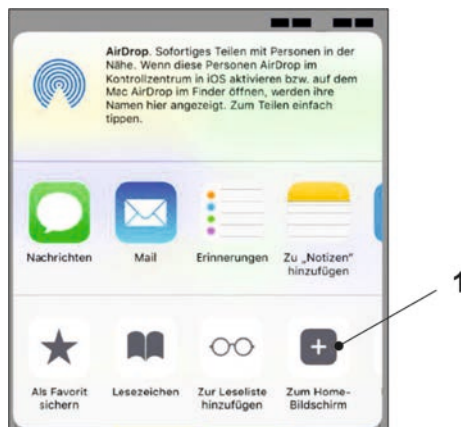 AirDrop. Sofortiges Teilen mit Personen in der
Nähe. Wenn diese Personen AirDrop im
Kontrollzentrum in iOS aktivieren bzw. auf dem
Mac AirDrop im Finder öffnen, werden ihre
Namen hier angezeigt. Zum Teilen einfach
tippen.
Nachrichten
Mail
Erinnerungen
Zu „Notizen“
hinzufügen
1
Als Favorit
sichern
Lesezeichen
Zur Leseliste
hinzufügen
Zum Home-
Bildschirm